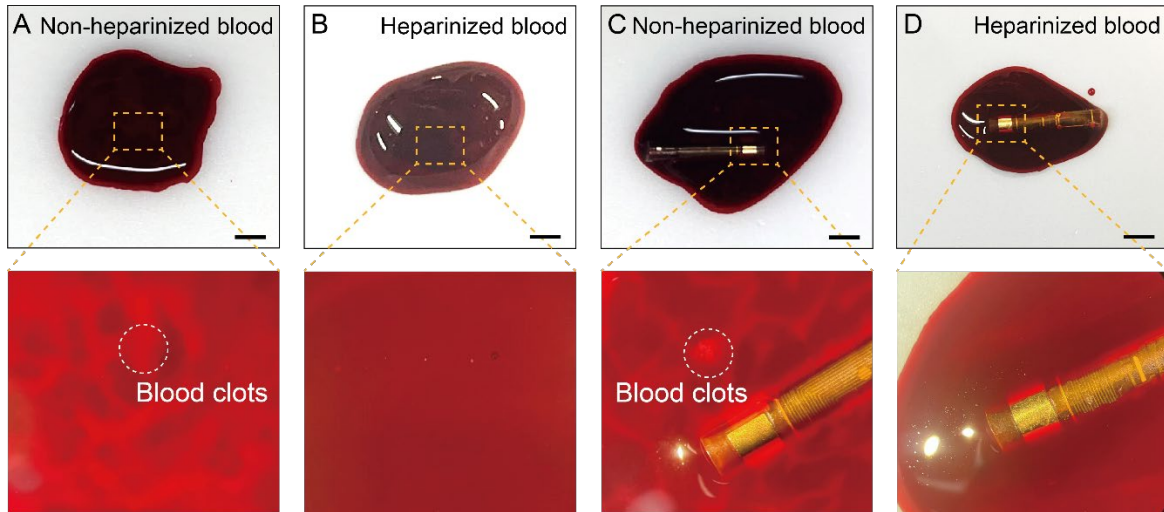 A Non-heparinized blood
B Heparinized blood
C Non-heparinized blood
D Heparinized blood
Blood clots
Blood clots